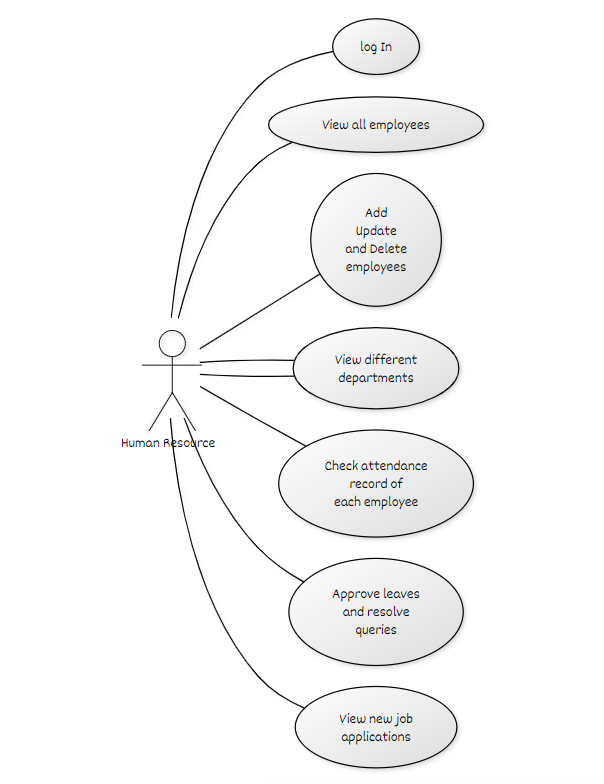 log In
View all employees
Add
Update
and Delete
employees
View different
departments
Human Resource
Check attendance
record of
each employee
Approve leaves
and resolve
queries
View new job
applications